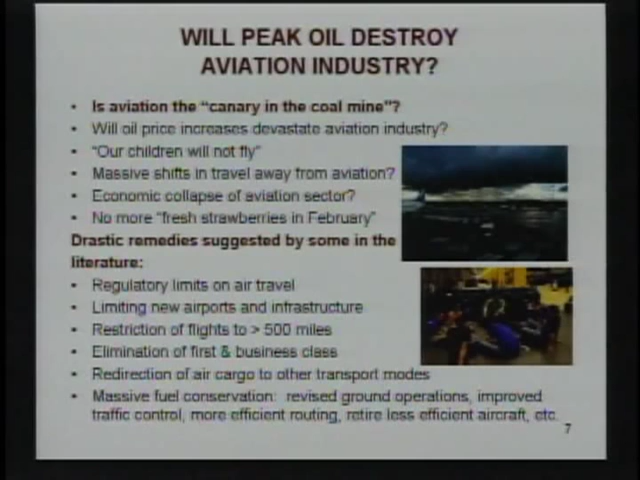 WILL PEAK OIL DESTROY
AVIATION INDUSTRY?
• Is aviation the “canary in the coal mine”?
• Will oil price increases devastate aviation industry?
• “Our children will not fly”
• Massive shifts in travel away from aviation?
• Economic collapse of aviation sector?
• No more “fresh strawberries in February”
Drastic remedies suggested by some in the
literature:
• Regulatory limits on air travel
• Limiting new airports and infrastructure
• Restriction of flights to > 500 miles
• Elimination of first & business class
• Redirection of air cargo to other transport modes
• Massive fuel conservation: revised ground operations, improved
traffic control, more efficient routing, retire less efficient aircraft, etc.
7